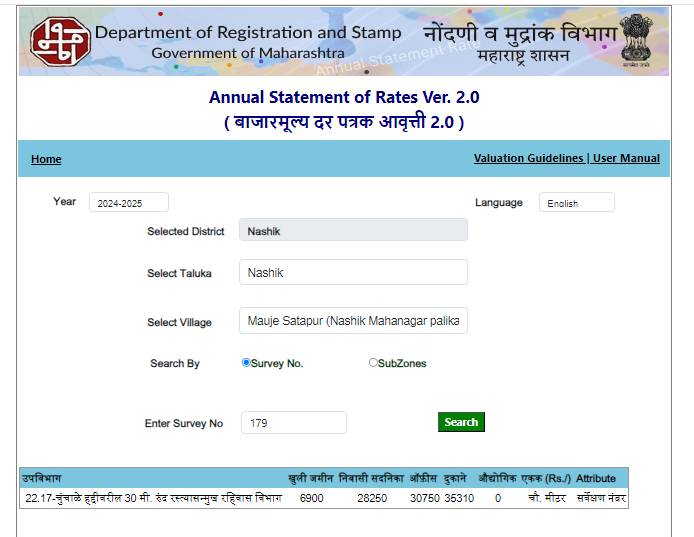 Department of Registration and Stamp
Government of Maharashtra
नोंदणी व मुद्रांक विभाग
महाराष्ट्र शासन
Annual Statement Rate
Annual Statement of Rates Ver. 2.0
( बाजारमूल्य दर पत्रक आवृत्ती 2.0 )
Home
Valuation Guidelines | User Manual
Year 2024-2025 Language English
Selected District Nashik
Select Taluka Nashik
Select Village Mauje Satapur (Nashik Mahanagar palika
Search By Survey No. SubZones
Enter Survey No 179 Search
उपविभाग खुली जमीन निवासी सदनिका ऑफ़ीस दुकाने औद्योगिक एकक (Rs./) Attribute
22.17-चुंचाळे हद्दीवरील 30 मी. रुंद रस्त्यासन्मुख रहिवास विभाग 6900 28250 30750 35310 0 चौ. मीटर सर्वेक्षण नंबर